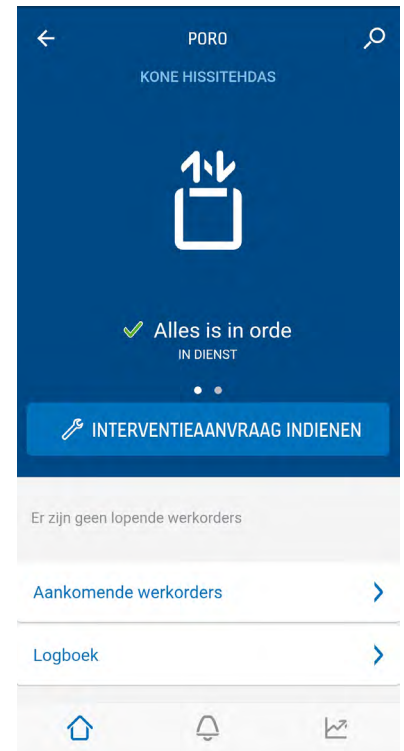 PORO
KONE HISSITEHDAS
Alles is in orde
IN DIENST
INTERVENTIEAANVRAAG INDIENEN
Er zijn geen lopende werkorders
Aankomende werkorders
Logboek